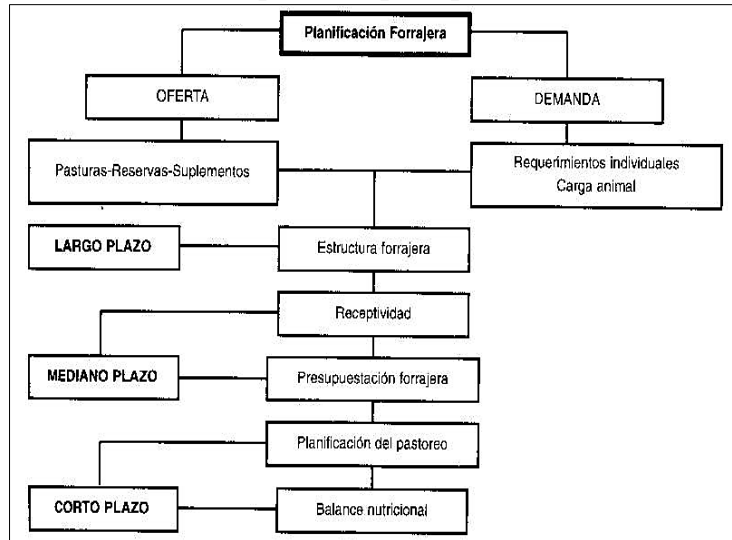 Planificación Forrajera
OFERTA
DEMANDA
Pasturas-Reservas-Suplementos
Requerimientos individuales
Carga animal
LARGO PLAZO
Estructura forrajera
Receptividad
MEDIANO PLAZO
Presupuestación forrajera
Planificación del pastoreo
CORTO PLAZO
Balance nutricional